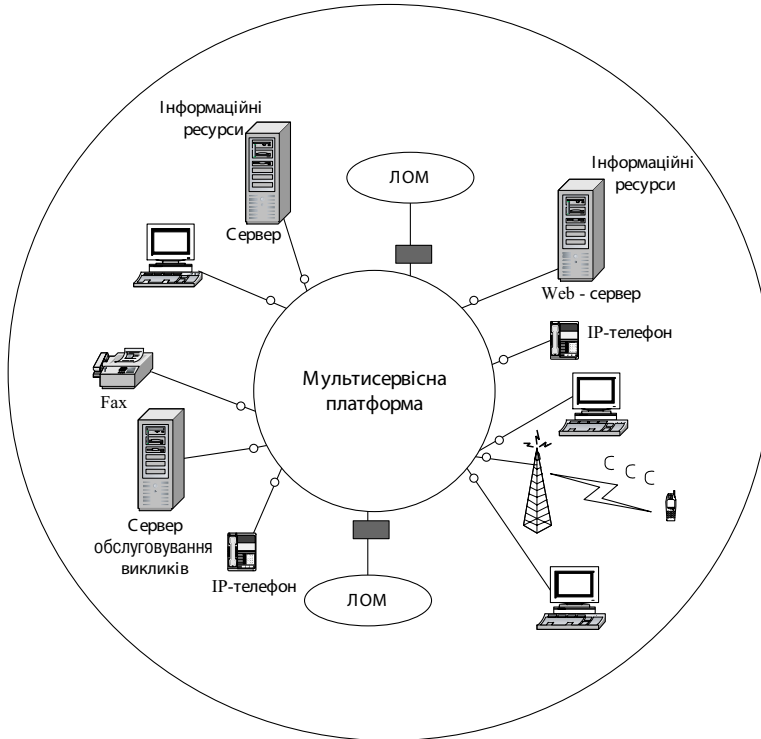 Інформаційні
ресурси
Сервер
ЛОМ
Інформаційні
ресурси
Web - сервер
IP-телефон
Мультисервісна
платформа
Fax
Сервер
обслуговування
викликів
IP-телефон
ЛОМ